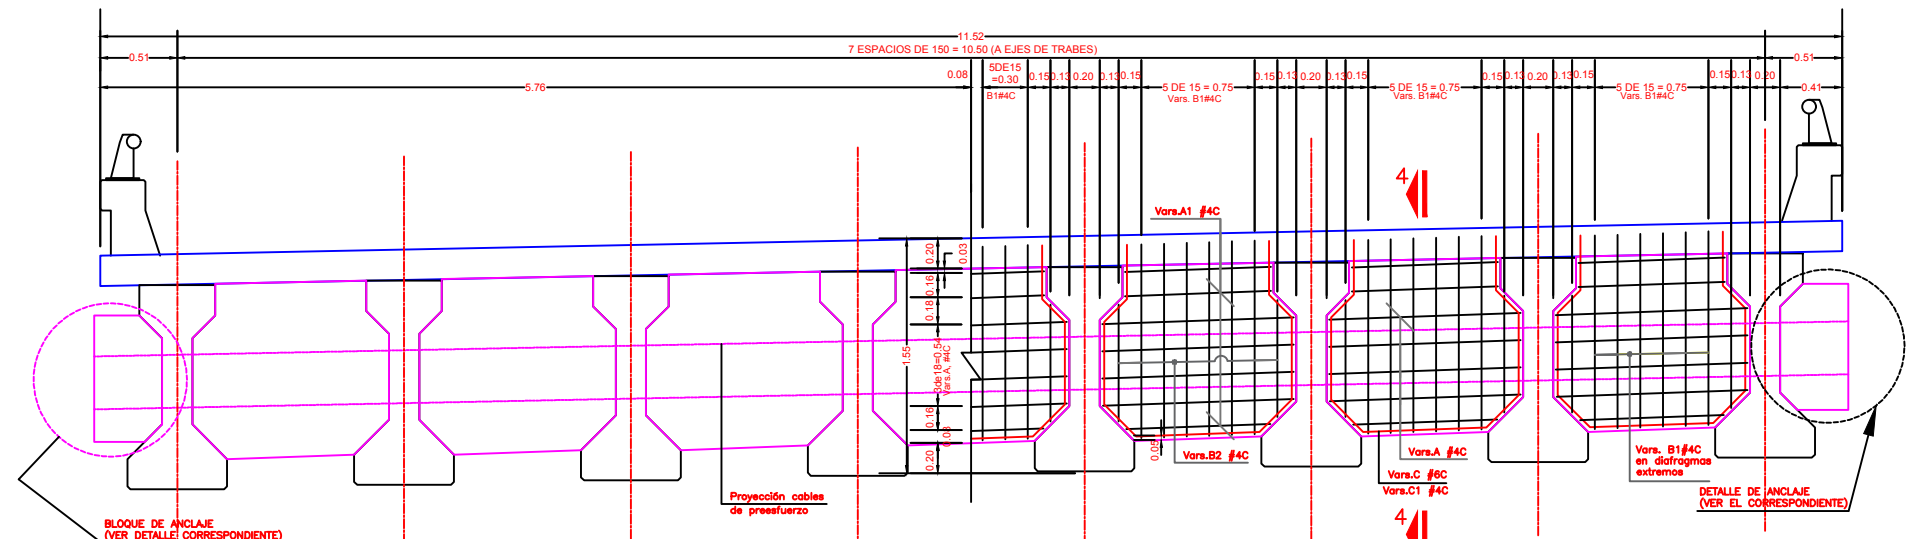 11.52
7 ESPACIOS DE 150 = 10.50 (A EJES DE TRABES)
0.51
0.51
0.08
5DE15
=0.30
B1#4C
0.15
0.13
0.20
0.13
0.15
5.76
5 DE 15 = 0.75
Vars. B1#4C
0.15
0.13
0.20
0.13
0.15
5 DE 15 = 0.75
Vars. B1#4C
0.15
0.13
0.20
0.13
0.15
5 DE 15 = 0.75
Vars. B1#4C
0.15
0.13
0.20
0.41
4
Vars.A1 #4C
0.20
0.03
0.16
0.18
1.55
3de18=0.54
Vars.A, #4C
0.16
0.03
0.20
0.05
Vars.B2 #4C
Vars.A #4C
Vars.C #6C
Vars.C1 #4C
Vars. B1#4C
en diafragmas
extremos
Proyección cables
de preesfuerzo
DETALLE DE ANCLAJE
(VER EL CORRESPONDIENTE)
BLOQUE DE ANCLAJE
(VER DETALLE CORRESPONDIENTE)
4